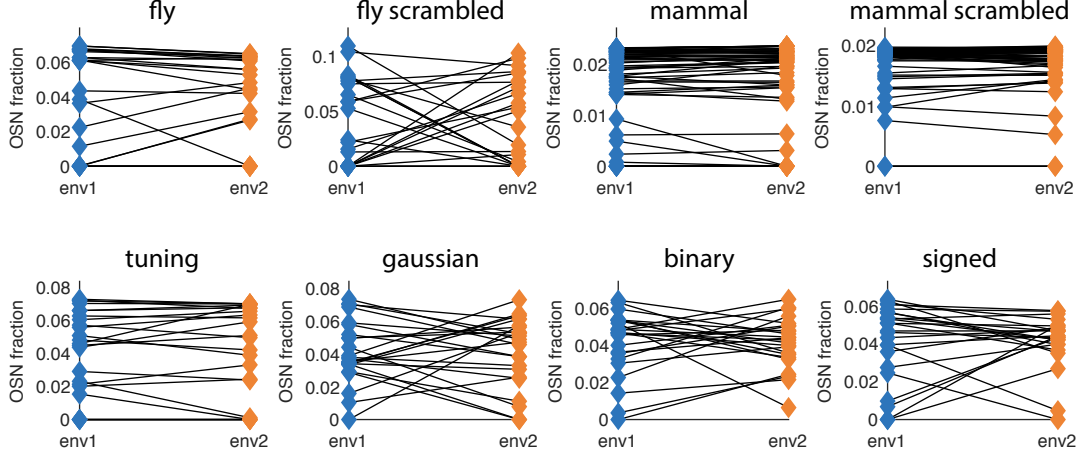 fly
OSN fraction
0.06
0.04
0.02
0
env1
env2
fly scrambled
OSN fraction
0.1
0.05
0
env1
env2
mammal
OSN fraction
0.02
0.01
0
env1
env2
mammal scrambled
OSN fraction
0.02
0.01
0
env1
env2
tuning
OSN fraction
0.08
0.06
0.04
0.02
0
env1
env2
gaussian
OSN fraction
0.08
0.06
0.04
0.02
0
env1
env2
binary
OSN fraction
0.06
0.04
0.02
0
env1
env2
signed
OSN fraction
0.06
0.04
0.02
0
env1
env2